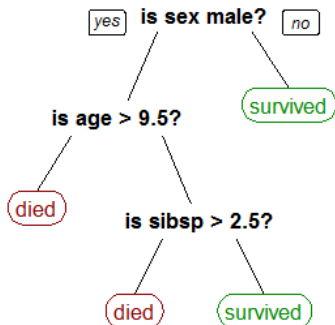 yes is sex male? no
survived
is age > 9.5?
died
is sibsp > 2.5?
died survived